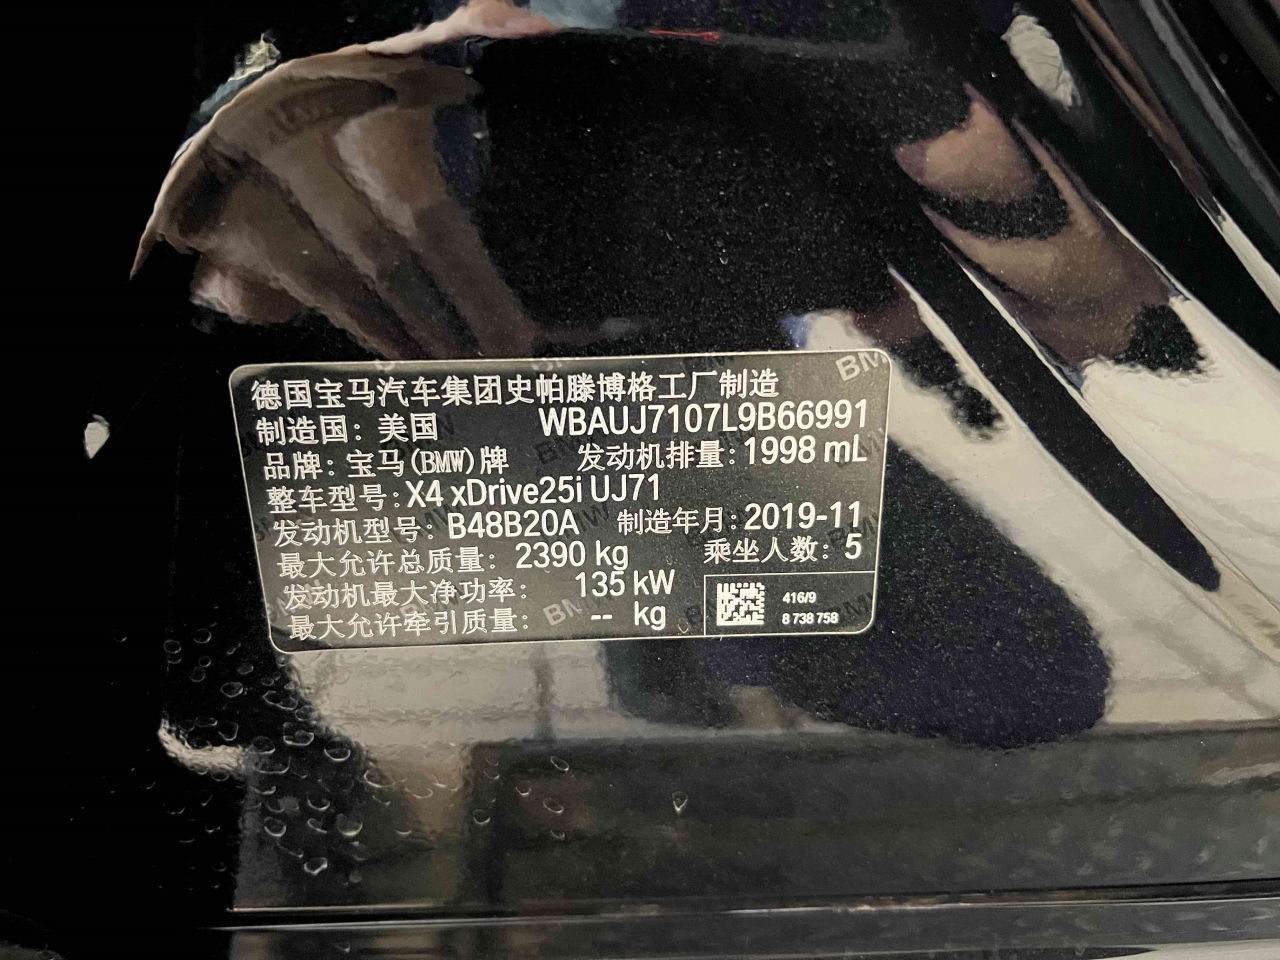 德国宝马汽车集团史帕滕博格工厂制造
制造国: 美国 WBAUJ7107L9B66991
品牌: 宝马(BMW)牌 发动机排量: 1998 mL
整车型号: X4 xDrive25i UJ71
发动机型号: B48B20A 制造年月: 2019-11
最大允许总质量: 2390 kg 乘坐人数: 5
发动机最大净功率: 135 kW
最大允许牵引质量: -- kg
416/9
8 738 758